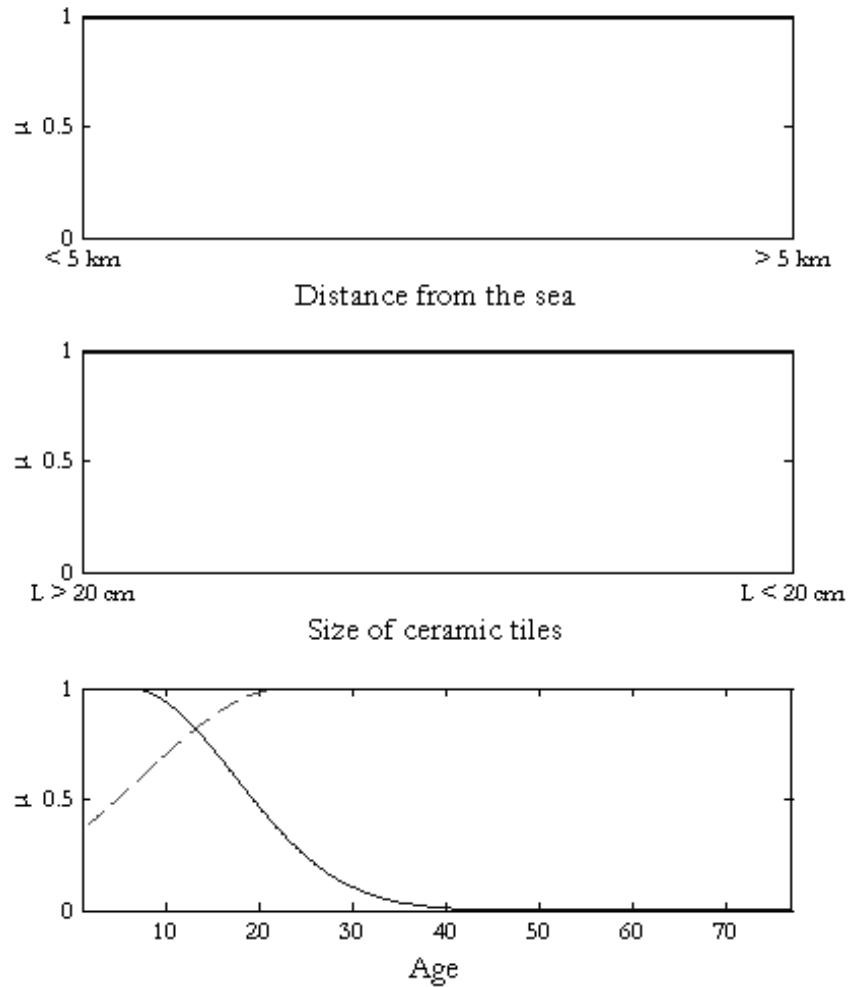 1
μ 0.5
0
< 5 km > 5 km
Distance from the sea
1
μ 0.5
0
L > 20 cm L < 20 cm
Size of ceramic tiles
1
μ 0.5
0
10 20 30 40 50 60 70
Age